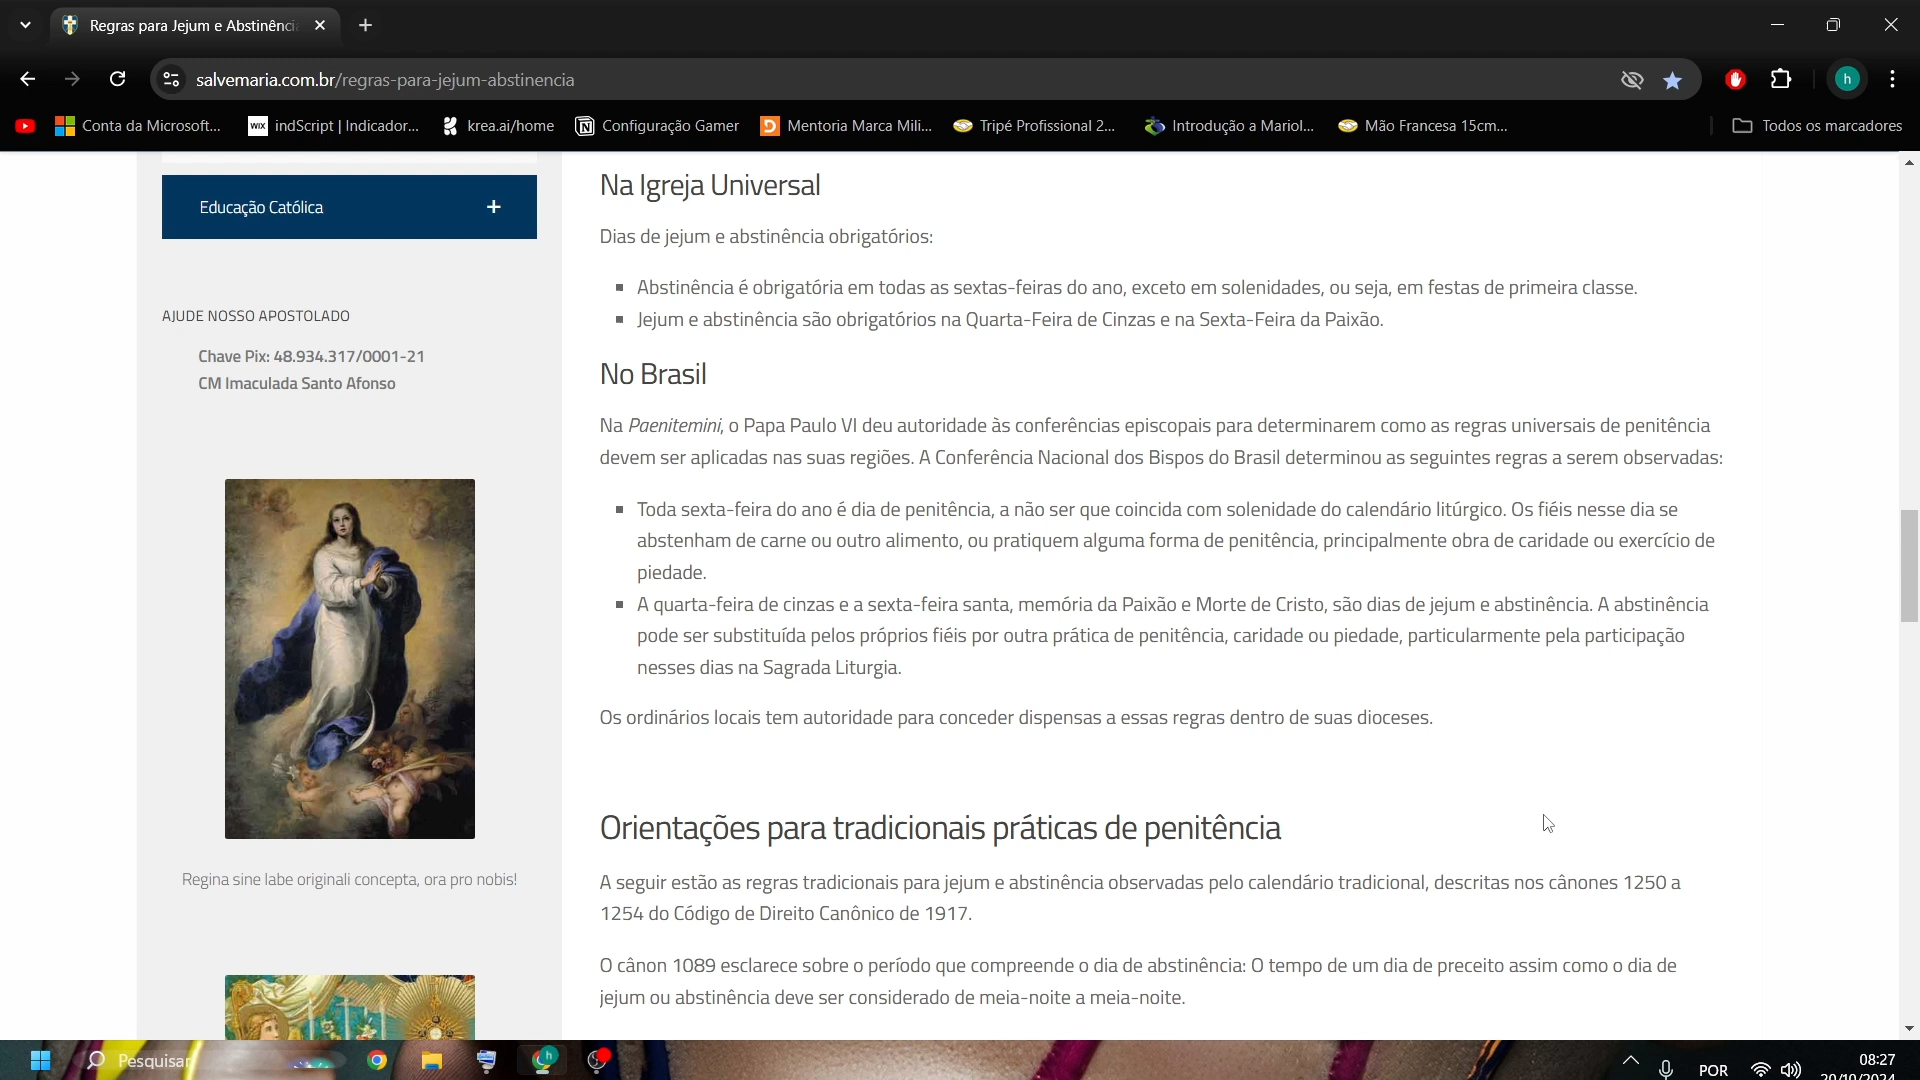 Regras para Jejum e Abstinênci
salvemaria.com.br/regras-para-jejum-abstinencia
h
Conta da Microsoft...
WIX indScript | Indicador...
krea.ai/home
Configuração Gamer
Mentoria Marca Mili...
Tripé Profissional 2...
Introdução a Mariol...
Mão Francesa 15cm...
Todos os marcadores
Educação Católica +
AJUDE NOSSO APOSTOLADO
Chave Pix: 48.934.317/0001-21
CM Imaculada Santo Afonso
Regina sine labe originali concepta, ora pro nobis!
Na Igreja Universal
Dias de jejum e abstinência obrigatórios:
Abstinência é obrigatória em todas as sextas-feiras do ano, exceto em solenidades, ou seja, em festas de primeira classe.
Jejum e abstinência são obrigatórios na Quarta-Feira de Cinzas e na Sexta-Feira da Paixão.
No Brasil
Na Paenitemini, o Papa Paulo VI deu autoridade às conferências episcopais para determinarem como as regras universais de penitência
devem ser aplicadas nas suas regiões. A Conferência Nacional dos Bispos do Brasil determinou as seguintes regras a serem observadas:
Toda sexta-feira do ano é dia de penitência, a não ser que coincida com solenidade do calendário litúrgico. Os fiéis nesse dia se
abstenham de carne ou outro alimento, ou pratiquem alguma forma de penitência, principalmente obra de caridade ou exercício de
piedade.
A quarta-feira de cinzas e a sexta-feira santa, memória da Paixão e Morte de Cristo, são dias de jejum e abstinência. A abstinência
pode ser substituída pelos próprios fiéis por outra prática de penitência, caridade ou piedade, particularmente pela participação
nesses dias na Sagrada Liturgia.
Os ordinários locais tem autoridade para conceder dispensas a essas regras dentro de suas dioceses.
Orientações para tradicionais práticas de penitência
A seguir estão as regras tradicionais para jejum e abstinência observadas pelo calendário tradicional, descritas nos cânones 1250 a
1254 do Código de Direito Canônico de 1917.
O cânon 1089 esclarece sobre o período que compreende o dia de abstinência: O tempo de um dia de preceito assim como o dia de
jejum ou abstinência deve ser considerado de meia-noite a meia-noite.
Pesquisar
h
POR
08:27
20/10/2024